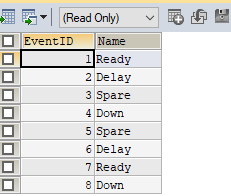 (Read Only)
EventID Name
1 Ready
2 Delay
3 Spare
4 Down
5 Spare
6 Delay
7 Ready
8 Down